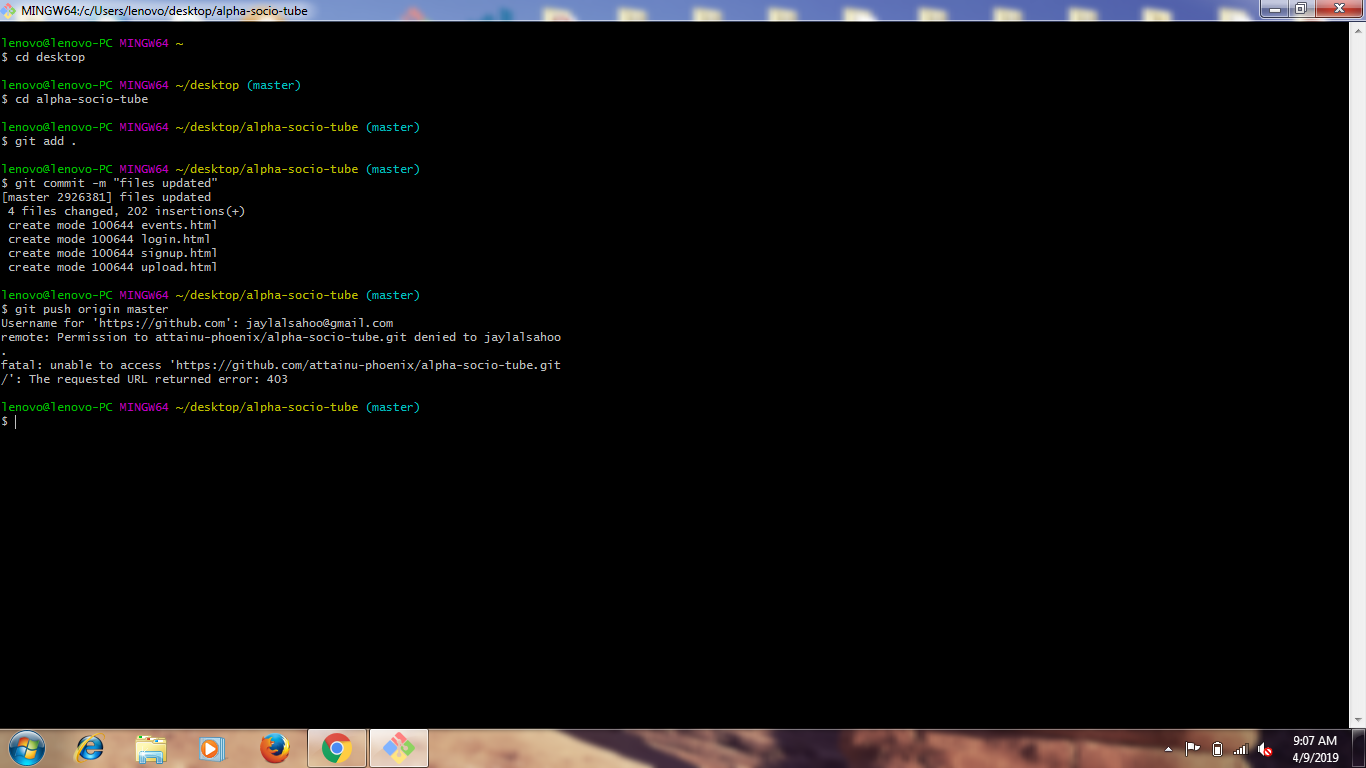 MINGW64:/c/Users/lenovo/desktop/alpha-socio-tube
lenovo@lenovo-PC MINGW64 ~
$ cd desktop
lenovo@lenovo-PC MINGW64 ~/desktop (master)
$ cd alpha-socio-tube
lenovo@lenovo-PC MINGW64 ~/desktop/alpha-socio-tube (master)
$ git add .
lenovo@lenovo-PC MINGW64 ~/desktop/alpha-socio-tube (master)
$ git commit -m "files updated"
[master 2926381] files updated
4 files changed, 202 insertions(+)
create mode 100644 events.html
create mode 100644 login.html
create mode 100644 signup.html
create mode 100644 upload.html
lenovo@lenovo-PC MINGW64 ~/desktop/alpha-socio-tube (master)
$ git push origin master
Username for 'https://github.com': jaylalsahoo@gmail.com
remote: Permission to attainu-phoenix/alpha-socio-tube.git denied to jaylalsahoo
.
fatal: unable to access 'https://github.com/attainu-phoenix/alpha-socio-tube.git
/': The requested URL returned error: 403
lenovo@lenovo-PC MINGW64 ~/desktop/alpha-socio-tube (master)
$
9:07 AM
4/9/2019